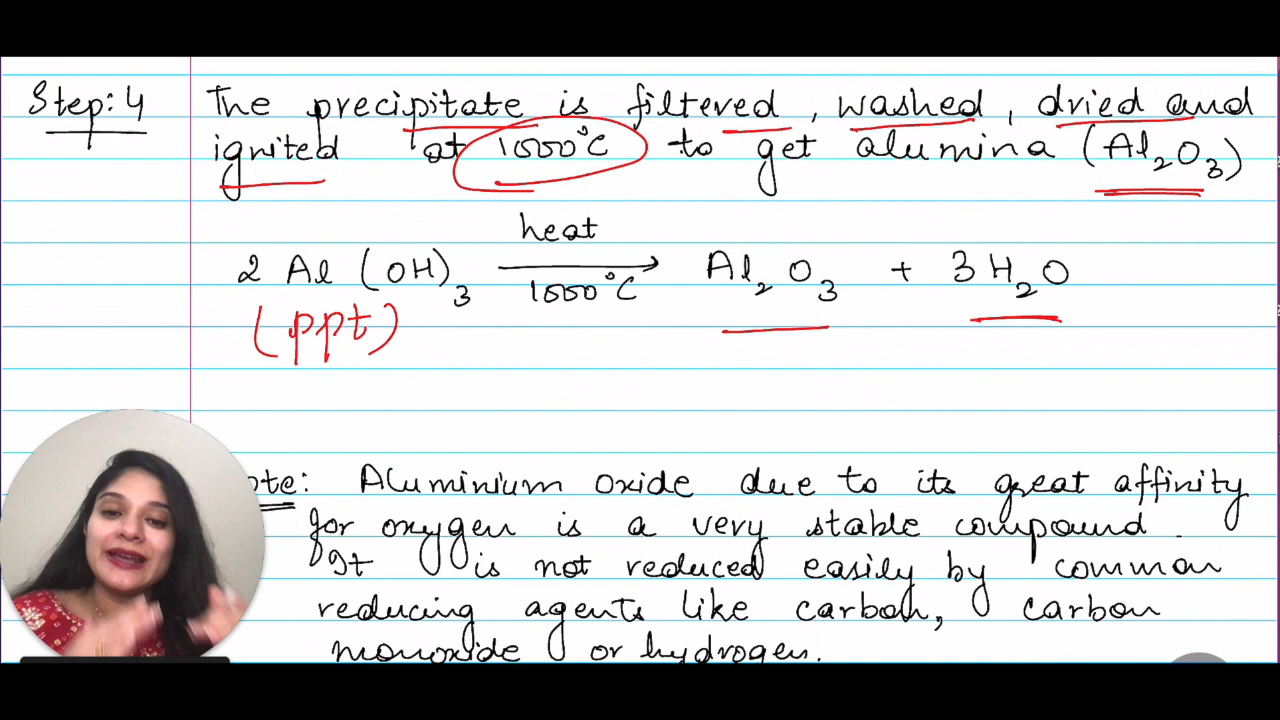 Step: 4 The precipitate is filtered, washed, dried and
ignited at 1000°C to get alumina (Al₂O₃)
heat
2 Al (OH)₃ → Al₂O₃ + 3H₂O
1000°C
(ppt)
ote: Aluminium oxide due to its great affinity
for oxygen is a very stable compound.
It is not reduced easily by common
reducing agents like carbon, carbon
monoxide or hydrogen.